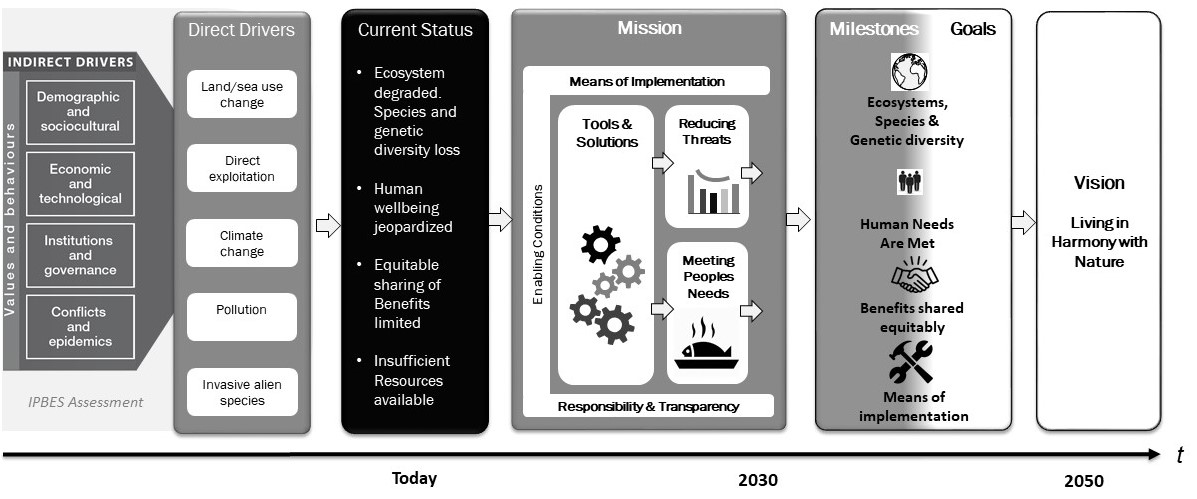 INDIRECT DRIVERS
Values and behaviours
Demographic
and
sociocultural
Economic
and
technological
Institutions
and
governance
Conflicts
and
epidemics
IPBES Assessment
Direct Drivers
Land/sea use
change
Direct
exploitation
Climate
change
Pollution
Invasive alien
species
Current Status
• Ecosystem
degraded.
Species and
genetic
diversity loss
• Human
wellbeing
jeopardized
• Equitable
sharing of
Benefits
limited
• Insufficient
Resources
available
Mission
Means of Implementation
Enabling Conditions
Tools &
Solutions
Reducing
Threats
Meeting
Peoples
Needs
Responsibility & Transparency
Milestones Goals
Ecosystems,
Species &
Genetic diversity
Human Needs
Are Met
Benefits shared
equitably
Means of
implementation
Vision
Living in
Harmony with
Nature
t
Today
2030
2050